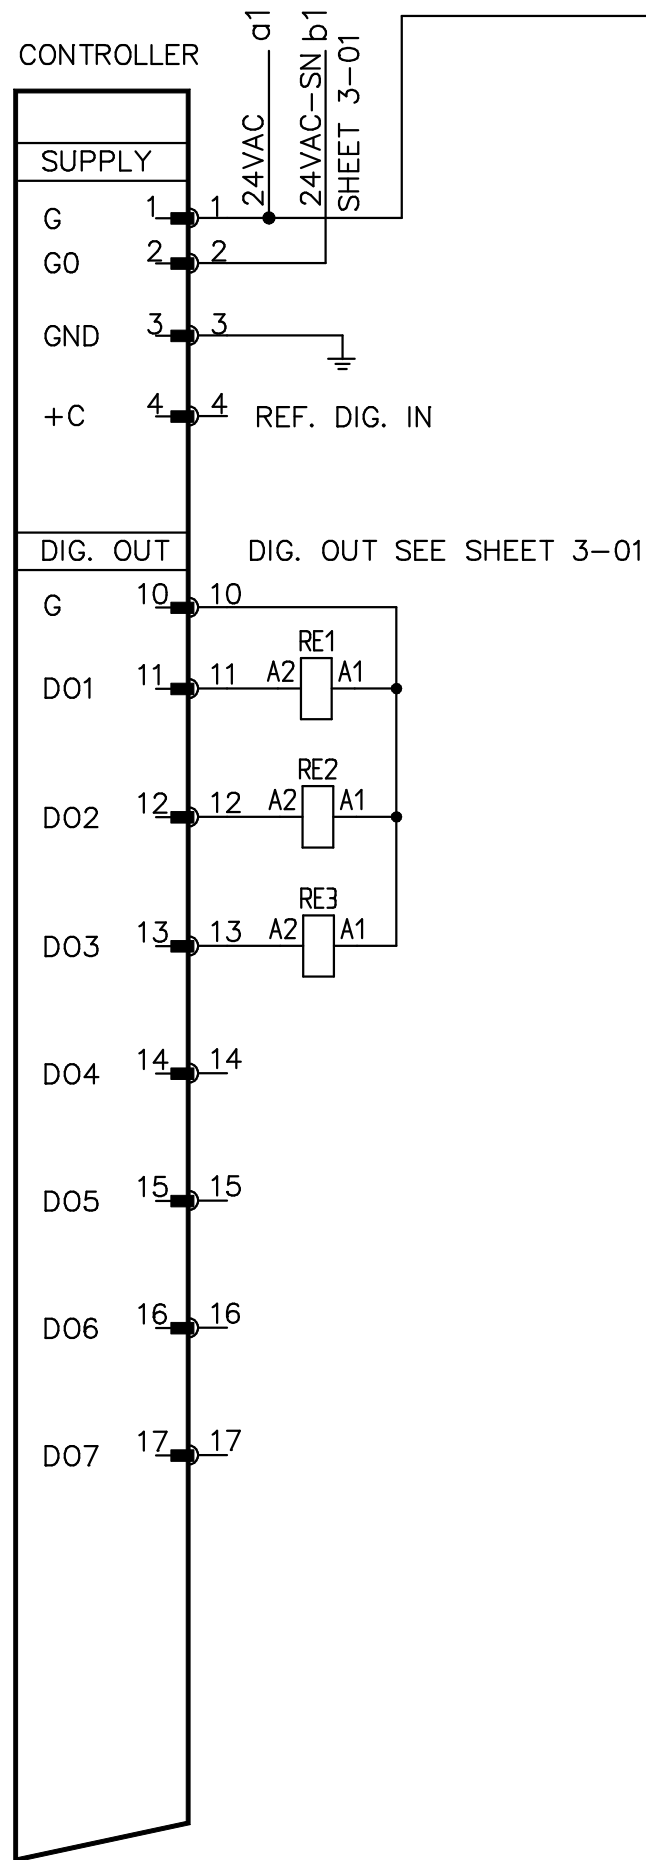 a1
24VAC
b1
24VAC-SN
SHEET 3-01
CONTROLLER
SUPPLY
G 1 1
G0 2 2
GND 3 3
+C 4 4 REF. DIG. IN
DIG. OUT DIG. OUT SEE SHEET 3-01
G 10 10
RE1
DO1 11 11 A2 A1
RE2
DO2 12 12 A2 A1
RE3
DO3 13 13 A2 A1
DO4 14 14
DO5 15 15
DO6 16 16
DO7 17 17